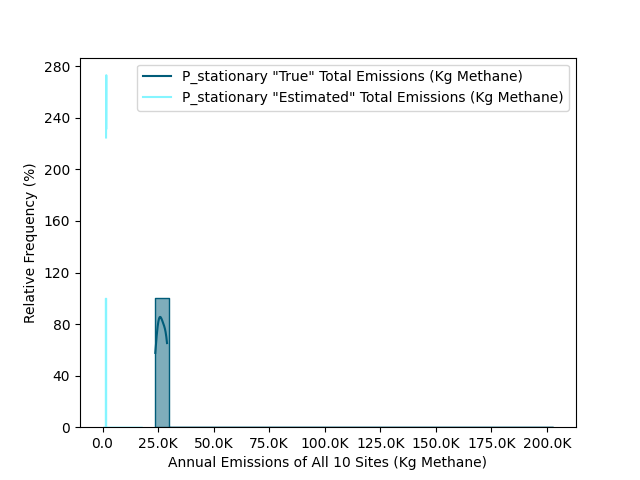 P_stationary "True" Total Emissions (Kg Methane)
P_stationary "Estimated" Total Emissions (Kg Methane)
280
240
200
160
120
80
40
0
Relative Frequency (%)
0.0 25.0K 50.0K 75.0K 100.0K 125.0K 150.0K 175.0K 200.0K
Annual Emissions of All 10 Sites (Kg Methane)